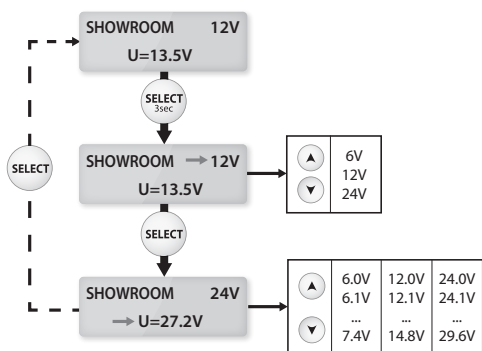 SHOWROOM 12V
U=13.5V
SELECT
3sec
SHOWROOM → 12V
U=13.5V
6V
12V
24V
SELECT
SELECT
SHOWROOM 24V
→ U=27.2V
6.0V 12.0V 24.0V
6.1V 12.1V 24.1V
... ... ...
7.4V 14.8V 29.6V